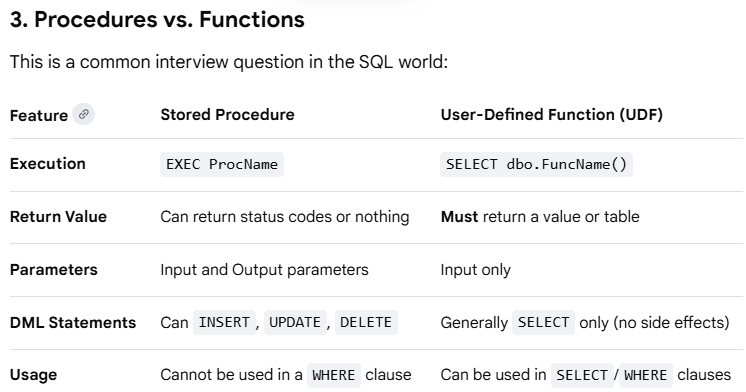 3. Procedures vs. Functions
This is a common interview question in the SQL world:
Feature Stored Procedure User-Defined Function (UDF)
Execution EXEC ProcName SELECT dbo.FuncName()
Return Value Can return status codes or nothing Must return a value or table
Parameters Input and Output parameters Input only
DML Statements Can INSERT, UPDATE, DELETE Generally SELECT only (no side effects)
Usage Cannot be used in a WHERE clause Can be used in SELECT/WHERE clauses